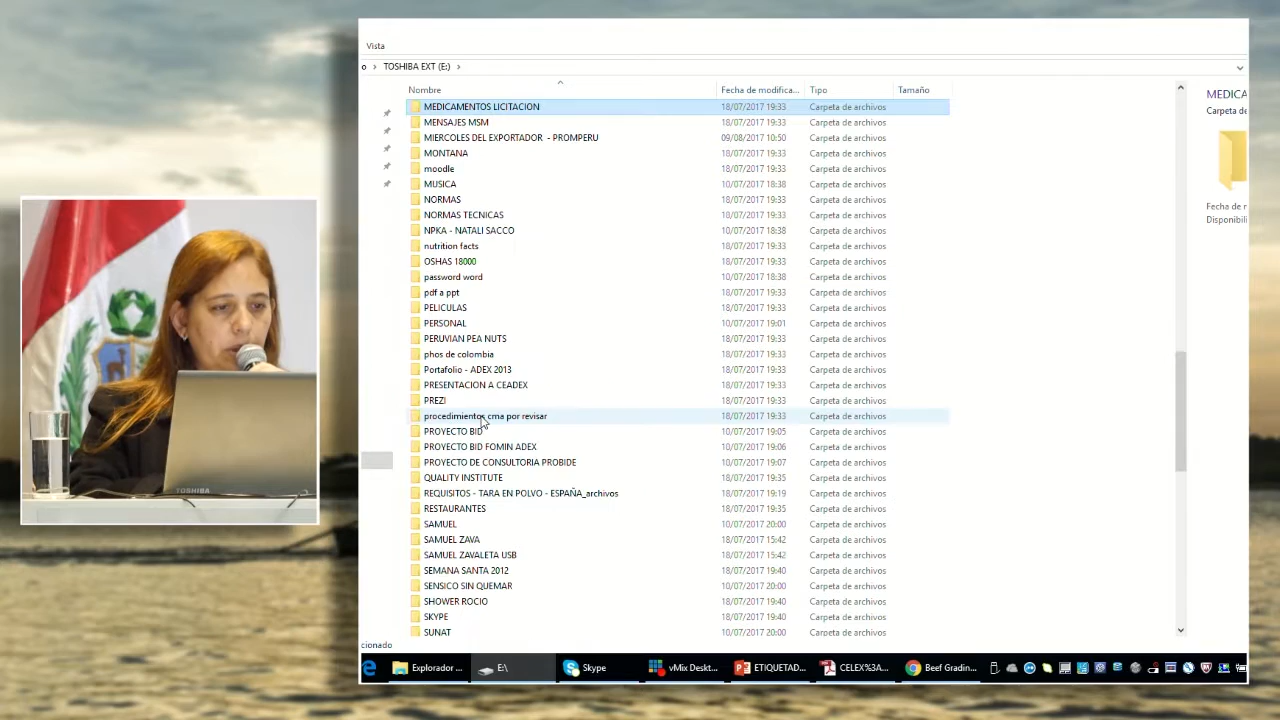 Vista
o › TOSHIBA EXT (E:) ›
Nombre Fecha de modifica... Tipo Tamaño
MEDICAMENTOS LICITACION 18/07/2017 19:33 Carpeta de archivos
MENSAJES MSM 18/07/2017 19:33 Carpeta de archivos
MIERCOLES DEL EXPORTADOR - PROMPERU 09/08/2017 10:50 Carpeta de archivos
MONTANA 18/07/2017 19:33 Carpeta de archivos
moodle 18/07/2017 19:33 Carpeta de archivos
MUSICA 10/07/2017 18:38 Carpeta de archivos
NORMAS 18/07/2017 19:33 Carpeta de archivos
NORMAS TECNICAS 18/07/2017 19:33 Carpeta de archivos
NPKA - NATALI SACCO 10/07/2017 18:38 Carpeta de archivos
nutrition facts 18/07/2017 19:33 Carpeta de archivos
OSHAS 18000 18/07/2017 19:33 Carpeta de archivos
password word 10/07/2017 18:38 Carpeta de archivos
pdf a ppt 18/07/2017 19:33 Carpeta de archivos
PELICULAS 18/07/2017 19:33 Carpeta de archivos
PERSONAL 10/07/2017 19:01 Carpeta de archivos
PERUVIAN PEA NUTS 18/07/2017 19:33 Carpeta de archivos
phos de colombia 18/07/2017 19:33 Carpeta de archivos
Portafolio - ADEX 2013 18/07/2017 19:33 Carpeta de archivos
PRESENTACION A CEADEX 18/07/2017 19:33 Carpeta de archivos
PREZI 18/07/2017 19:33 Carpeta de archivos
procedimientos cma por revisar 18/07/2017 19:33 Carpeta de archivos
PROYECTO BID 10/07/2017 19:05 Carpeta de archivos
PROYECTO BID FOMIN ADEX 10/07/2017 19:06 Carpeta de archivos
PROYECTO DE CONSULTORIA PROBIDE 10/07/2017 19:07 Carpeta de archivos
QUALITY INSTITUTE 18/07/2017 19:35 Carpeta de archivos
REQUISITOS - TARA EN POLVO - ESPAÑA_archivos 18/07/2017 19:19 Carpeta de archivos
RESTAURANTES 18/07/2017 19:35 Carpeta de archivos
SAMUEL 10/07/2017 20:00 Carpeta de archivos
SAMUEL ZAVA 18/07/2017 15:42 Carpeta de archivos
SAMUEL ZAVALETA USB 18/07/2017 15:42 Carpeta de archivos
SEMANA SANTA 2012 18/07/2017 19:40 Carpeta de archivos
SENSICO SIN QUEMAR 10/07/2017 20:00 Carpeta de archivos
SHOWER ROCIO 18/07/2017 19:40 Carpeta de archivos
SKYPE 18/07/2017 19:40 Carpeta de archivos
SUNAT 10/07/2017 20:00 Carpeta de archivos
MEDICA
Carpeta de
Fecha de m
Disponibili
cionado
Explorador ... E:\ Skype vMix Deskt... ETIQUETAD... CELEX%3A... Beef Gradin...
TOSHIBA